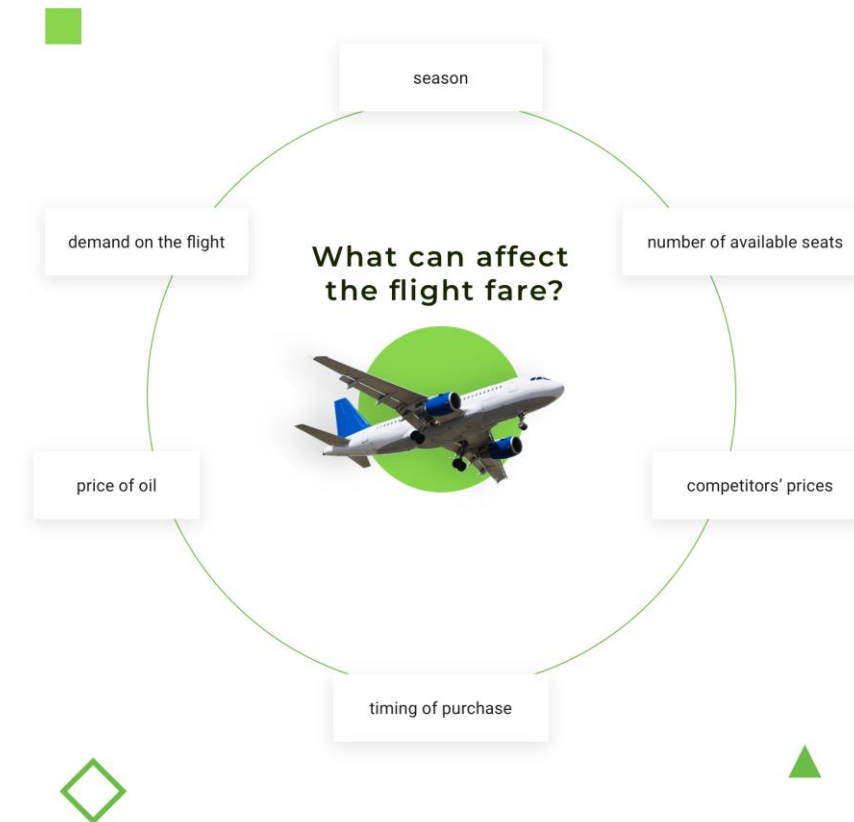 season
demand on the flight
number of available seats
What can affect
the flight fare?
price of oil
competitors’ prices
timing of purchase